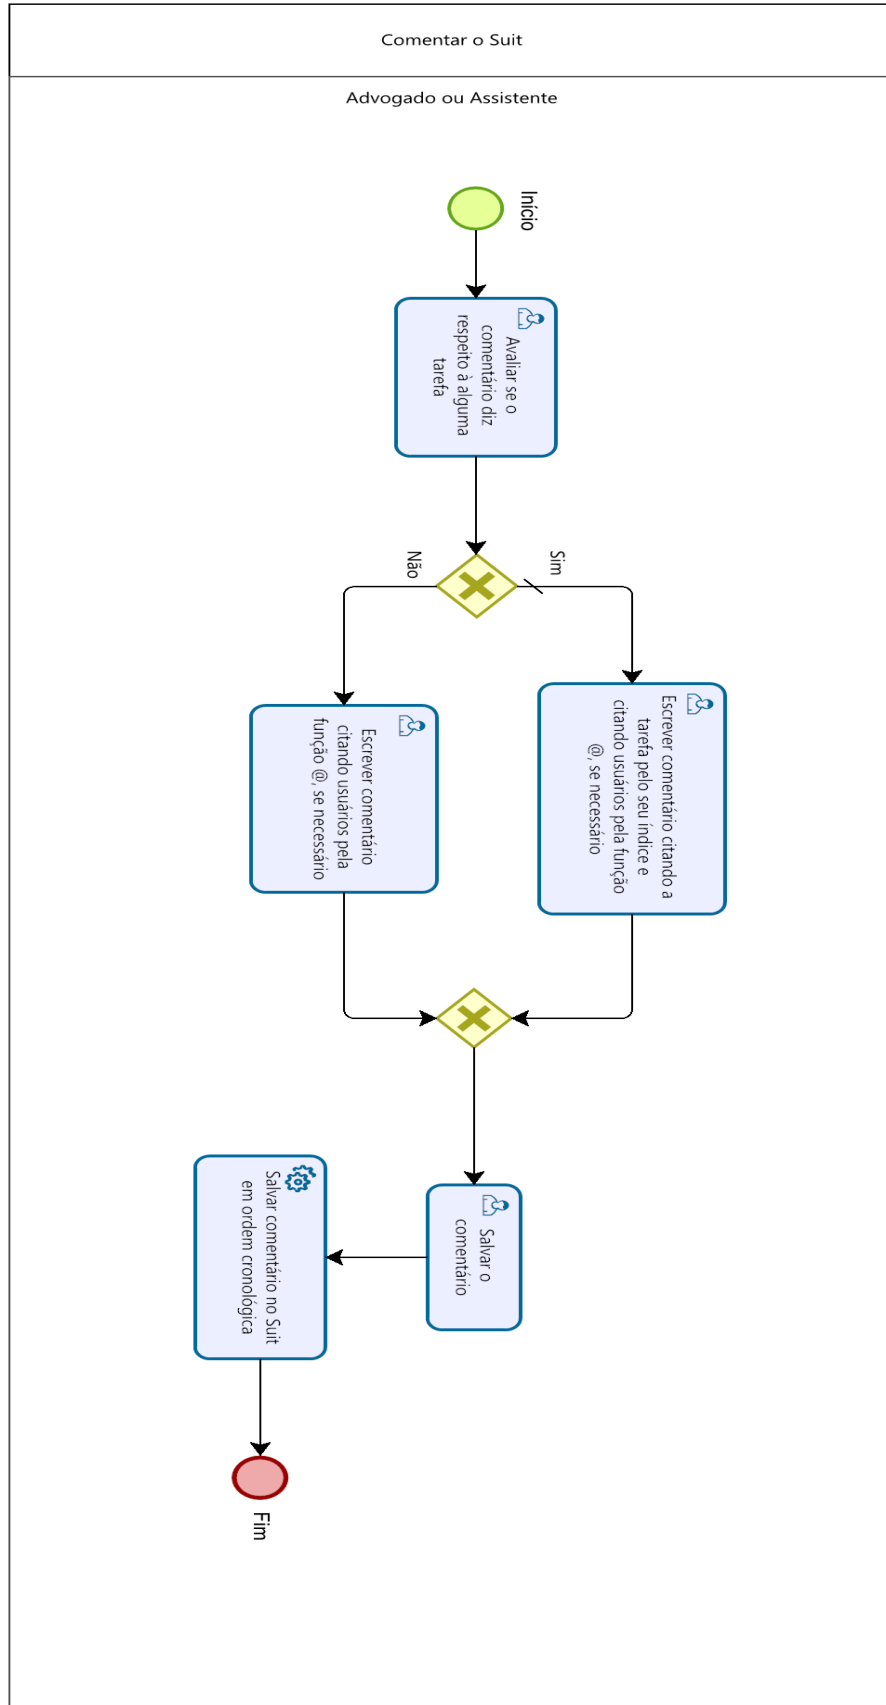 Comentar o Suit
Advogado ou Assistente
Início
Avaliar se o
comentário diz
respeito à alguma
tarefa
Sim
Não
Escrever comentário citando a
tarefa pelo seu índice e
citando usuários pela função
@, se necessário
Escrever comentário
citando usuários pela
função @, se necessário
Salvar o
comentário
Salvar comentário no Suit
em ordem cronológica
Fim